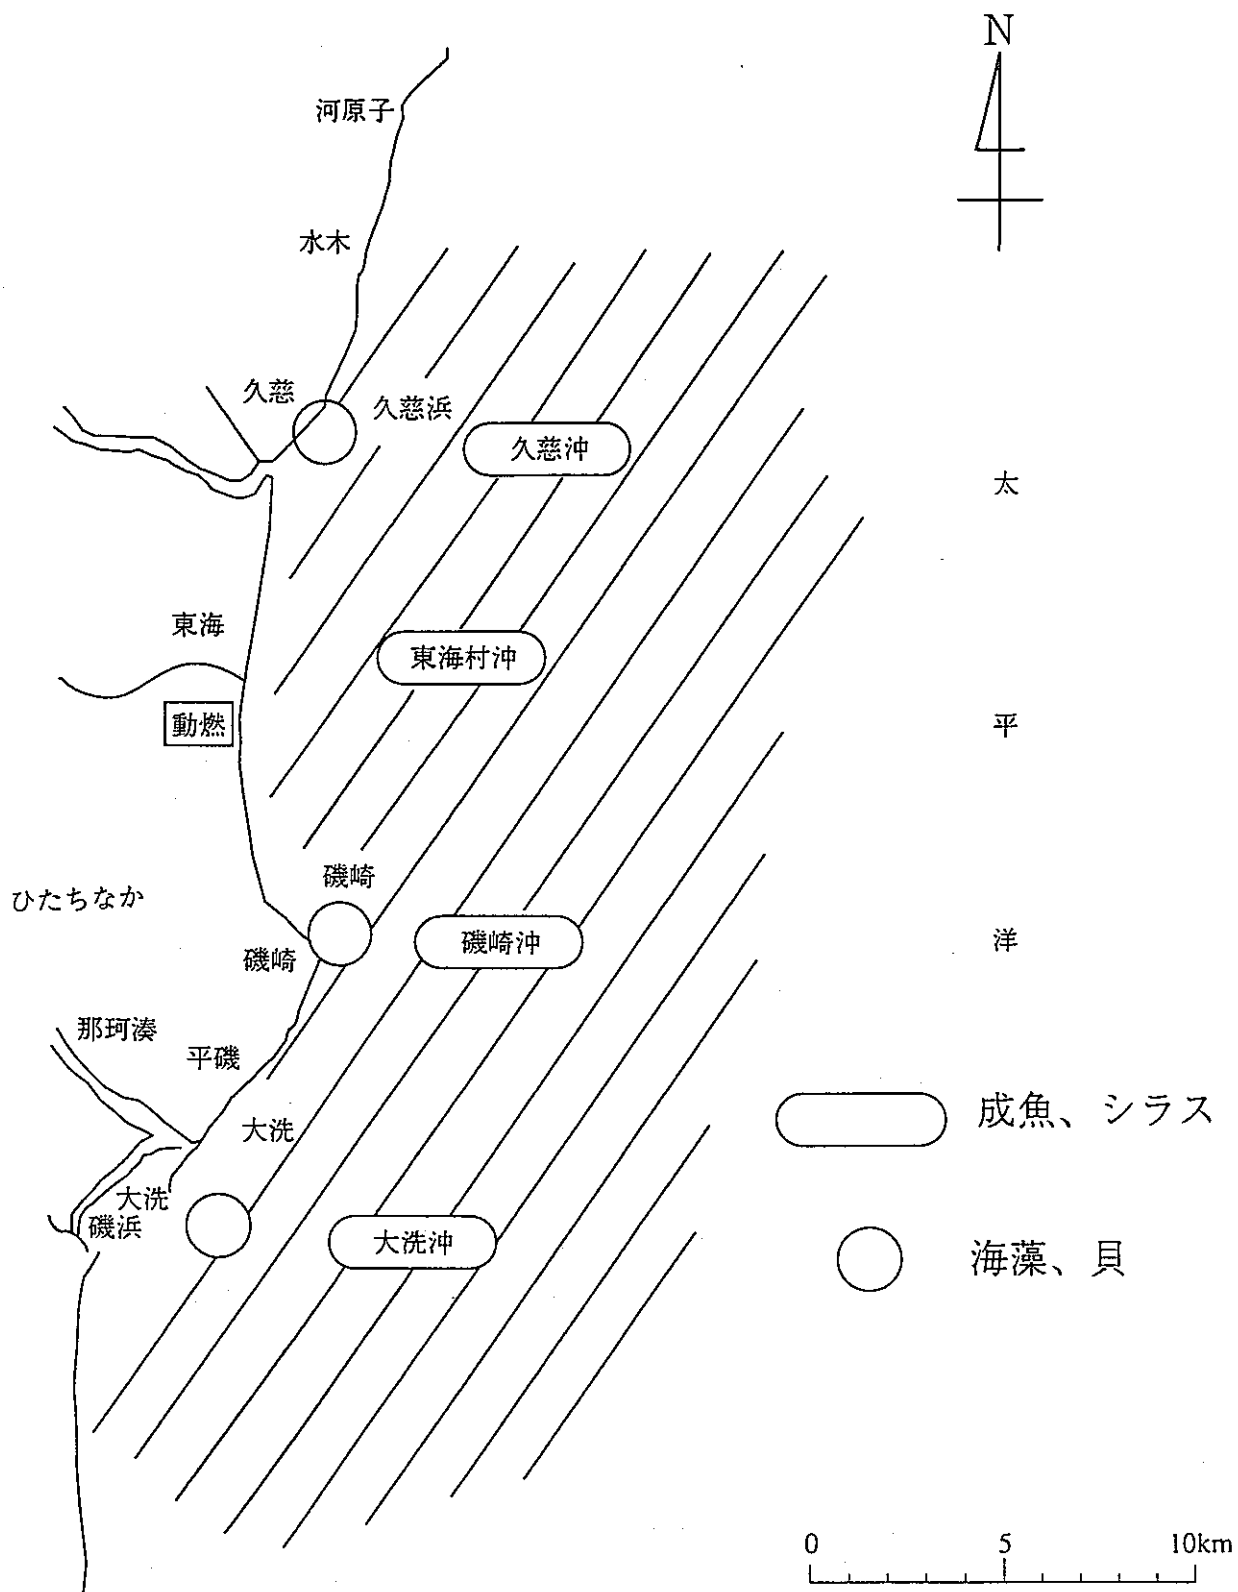 N
河原子
水木
久慈
久慈浜
久慈沖
太
東海
東海村沖
動燃
平
磯崎
ひたちなか
磯崎沖
洋
磯崎
那珂湊
平磯
成魚、シラス
大洗
大洗
磯浜
大洗沖
海藻、貝
0 5 10km